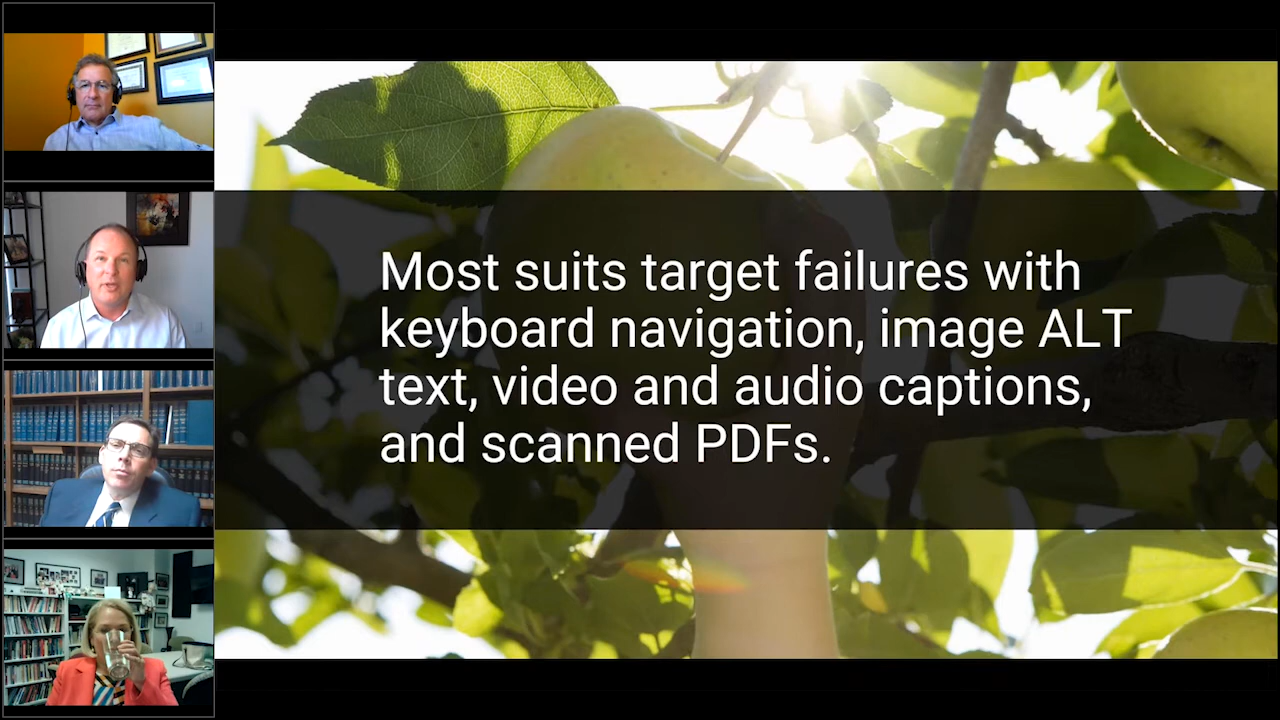 Most suits target failures with
keyboard navigation, image ALT
text, video and audio captions,
and scanned PDFs.